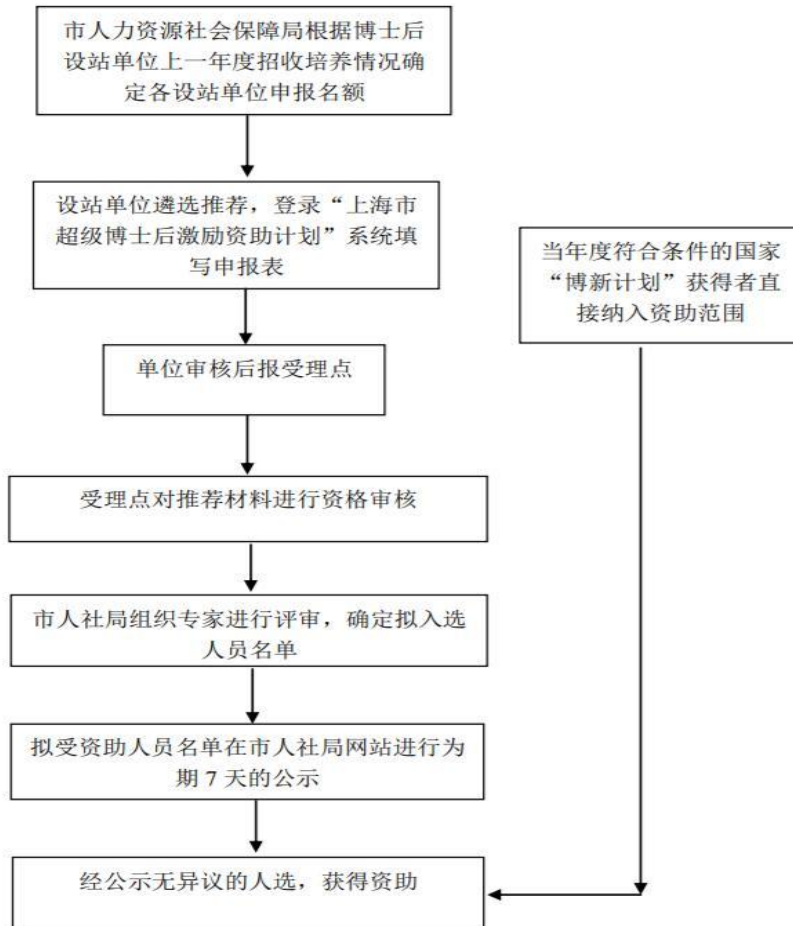 市人力资源社会保障局根据博士后
设站单位上一年度招收培养情况确
定各设站单位申报名额
设站单位遴选推荐，登录“上海市
超级博士后激励资助计划”系统填
写申报表
当年度符合条件的国家
“博新计划”获得者直
接纳入资助范围
单位审核后报受理点
受理点对推荐材料进行资格审核
市人社局组织专家进行评审，确定拟入选
人员名单
拟受资助人员名单在市人社局网站进行为
期 7 天的公示
经公示无异议的人选，获得资助